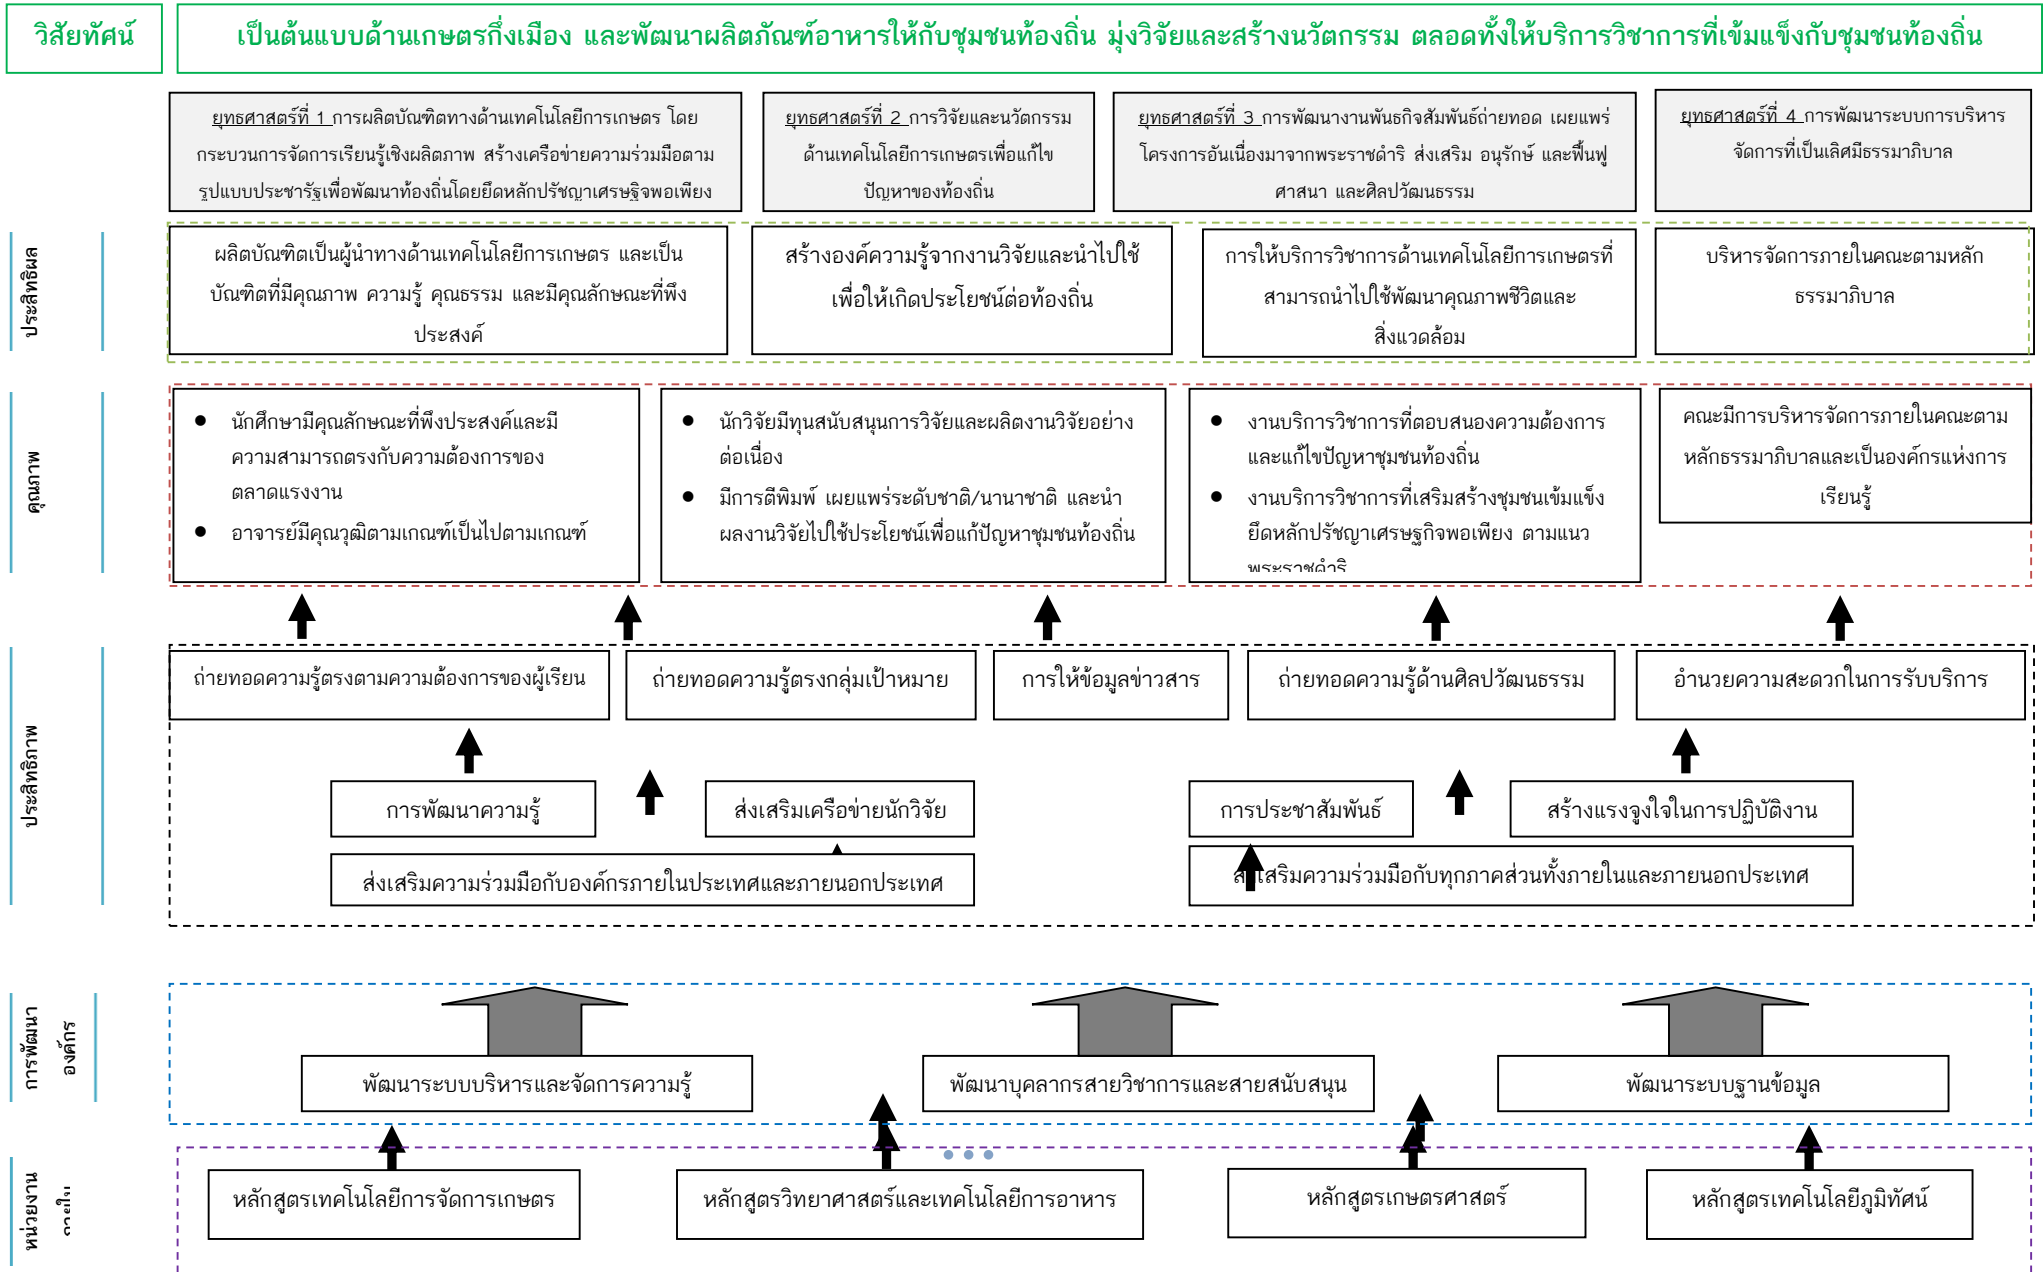 วิสัยทัศน์
เป็นต้นแบบด้านเกษตรกึ่งเมือง และพัฒนาผลิตภัณฑ์อาหารให้กับชุมชนท้องถิ่น มุ่งวิจัยและสร้างนวัตกรรม ตลอดทั้งให้บริการวิชาการที่เข้มแข็งกับชุมชนท้องถิ่น
ยุทธศาสตร์ที่ 1 การผลิตบัณฑิตทางด้านเทคโนโลยีการเกษตร โดย
กระบวนการจัดการเรียนรู้เชิงผลิตภาพ สร้างเครือข่ายความร่วมมือตาม
รูปแบบประชารัฐเพื่อพัฒนาท้องถิ่นโดยยึดหลักปรัชญาเศรษฐิจพอเพียง
ยุทธศาสตร์ที่ 2 การวิจัยและนวัตกรรม
ด้านเทคโนโลยีการเกษตรเพื่อแก้ไข
ปัญหาของท้องถิ่น
ยุทธศาสตร์ที่ 3 การพัฒนางานพันธกิจสัมพันธ์ถ่ายทอด เผยแพร่
โครงการอันเนื่องมาจากพระราชดำริ ส่งเสริม อนุรักษ์ และฟื้นฟู
ศาสนา และศิลปวัฒนธรรม
ยุทธศาสตร์ที่ 4 การพัฒนาระบบการบริหาร
จัดการที่เป็นเลิศมีธรรมาภิบาล
ประสิทธิผล
ผลิตบัณฑิตเป็นผู้นำทางด้านเทคโนโลยีการเกษตร และเป็น
บัณฑิตที่มีคุณภาพ ความรู้ คุณธรรม และมีคุณลักษณะที่พึง
ประสงค์
สร้างองค์ความรู้จากงานวิจัยและนำไปใช้
เพื่อให้เกิดประโยชน์ต่อท้องถิ่น
การให้บริการวิชาการด้านเทคโนโลยีการเกษตรที่
สามารถนำไปใช้พัฒนาคุณภาพชีวิตและ
สิ่งแวดล้อม
บริหารจัดการภายในคณะตามหลัก
ธรรมาภิบาล
คุณภาพ
● นักศึกษามีคุณลักษณะที่พึงประสงค์และมี
ความสามารถตรงกับความต้องการของ
ตลาดแรงงาน
● อาจารย์มีคุณวุฒิตามเกณฑ์เป็นไปตามเกณฑ์
● นักวิจัยมีทุนสนับสนุนการวิจัยและผลิตงานวิจัยอย่าง
ต่อเนื่อง
● มีการตีพิมพ์ เผยแพร่ระดับชาติ/นานาชาติ และนำ
ผลงานวิจัยไปใช้ประโยชน์เพื่อแก้ปัญหาชุมชนท้องถิ่น
● งานบริการวิชาการที่ตอบสนองความต้องการ
และแก้ไขปัญหาชุมชนท้องถิ่น
● งานบริการวิชาการที่เสริมสร้างชุมชนเข้มแข็ง
ยึดหลักปรัชญาเศรษฐกิจพอเพียง ตามแนว
พระราชดำริ
คณะมีการบริหารจัดการภายในคณะตาม
หลักธรรมาภิบาลและเป็นองค์กรแห่งการ
เรียนรู้
ประสิทธิภาพ
ถ่ายทอดความรู้ตรงตามความต้องการของผู้เรียน
ถ่ายทอดความรู้ตรงกลุ่มเป้าหมาย
การให้ข้อมูลข่าวสาร
ถ่ายทอดความรู้ด้านศิลปวัฒนธรรม
อำนวยความสะดวกในการรับบริการ
การพัฒนาความรู้
ส่งเสริมเครือข่ายนักวิจัย
การประชาสัมพันธ์
สร้างแรงจูงใจในการปฏิบัติงาน
ส่งเสริมความร่วมมือกับองค์กรภายในประเทศและภายนอกประเทศ
ส่งเสริมความร่วมมือกับทุกภาคส่วนทั้งภายในและภายนอกประเทศ
การพัฒนา
องค์กร
พัฒนาระบบบริหารและจัดการความรู้
พัฒนาบุคลากรสายวิชาการและสายสนับสนุน
พัฒนาระบบฐานข้อมูล
หน่วยงาน
ภายใน
หลักสูตรเทคโนโลยีการจัดการเกษตร
หลักสูตรวิทยาศาสตร์และเทคโนโลยีการอาหาร
หลักสูตรเกษตรศาสตร์
หลักสูตรเทคโนโลยีภูมิทัศน์